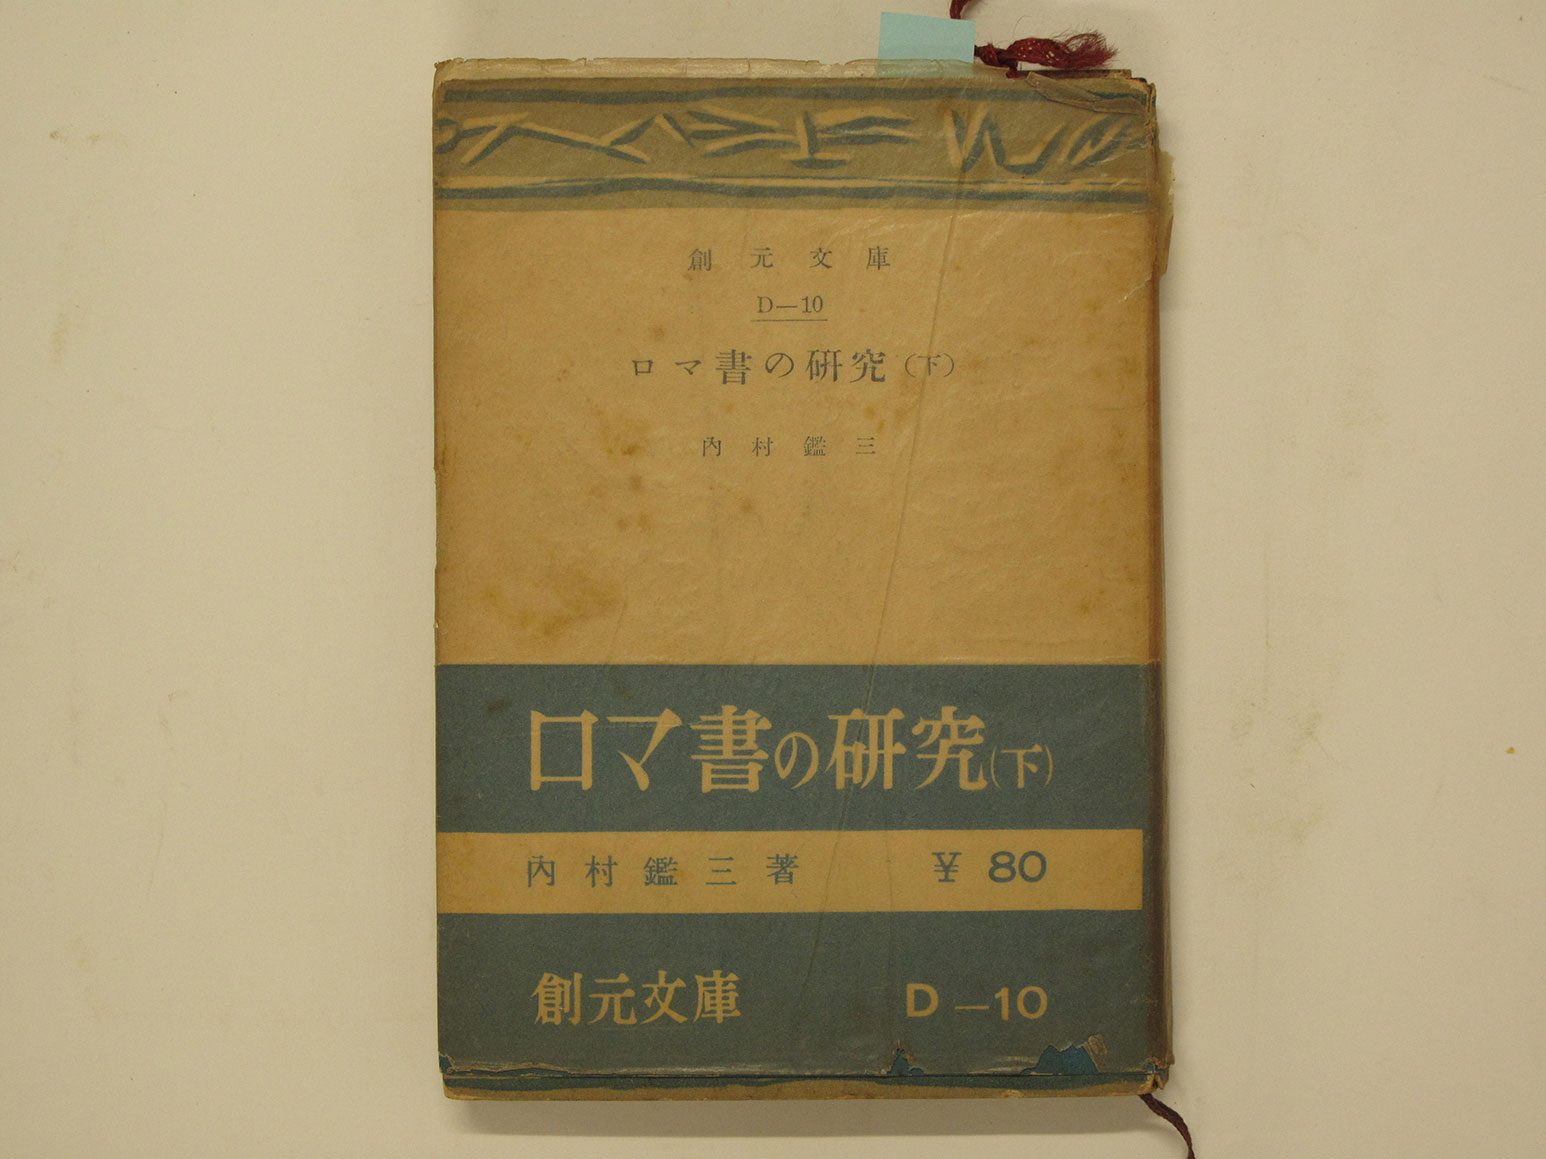 創元文庫
D—10
ロマ書の研究(下)
內村鑑三
ロマ書の研究(下)
內村鑑三著 ¥ 80
創元文庫 D—10